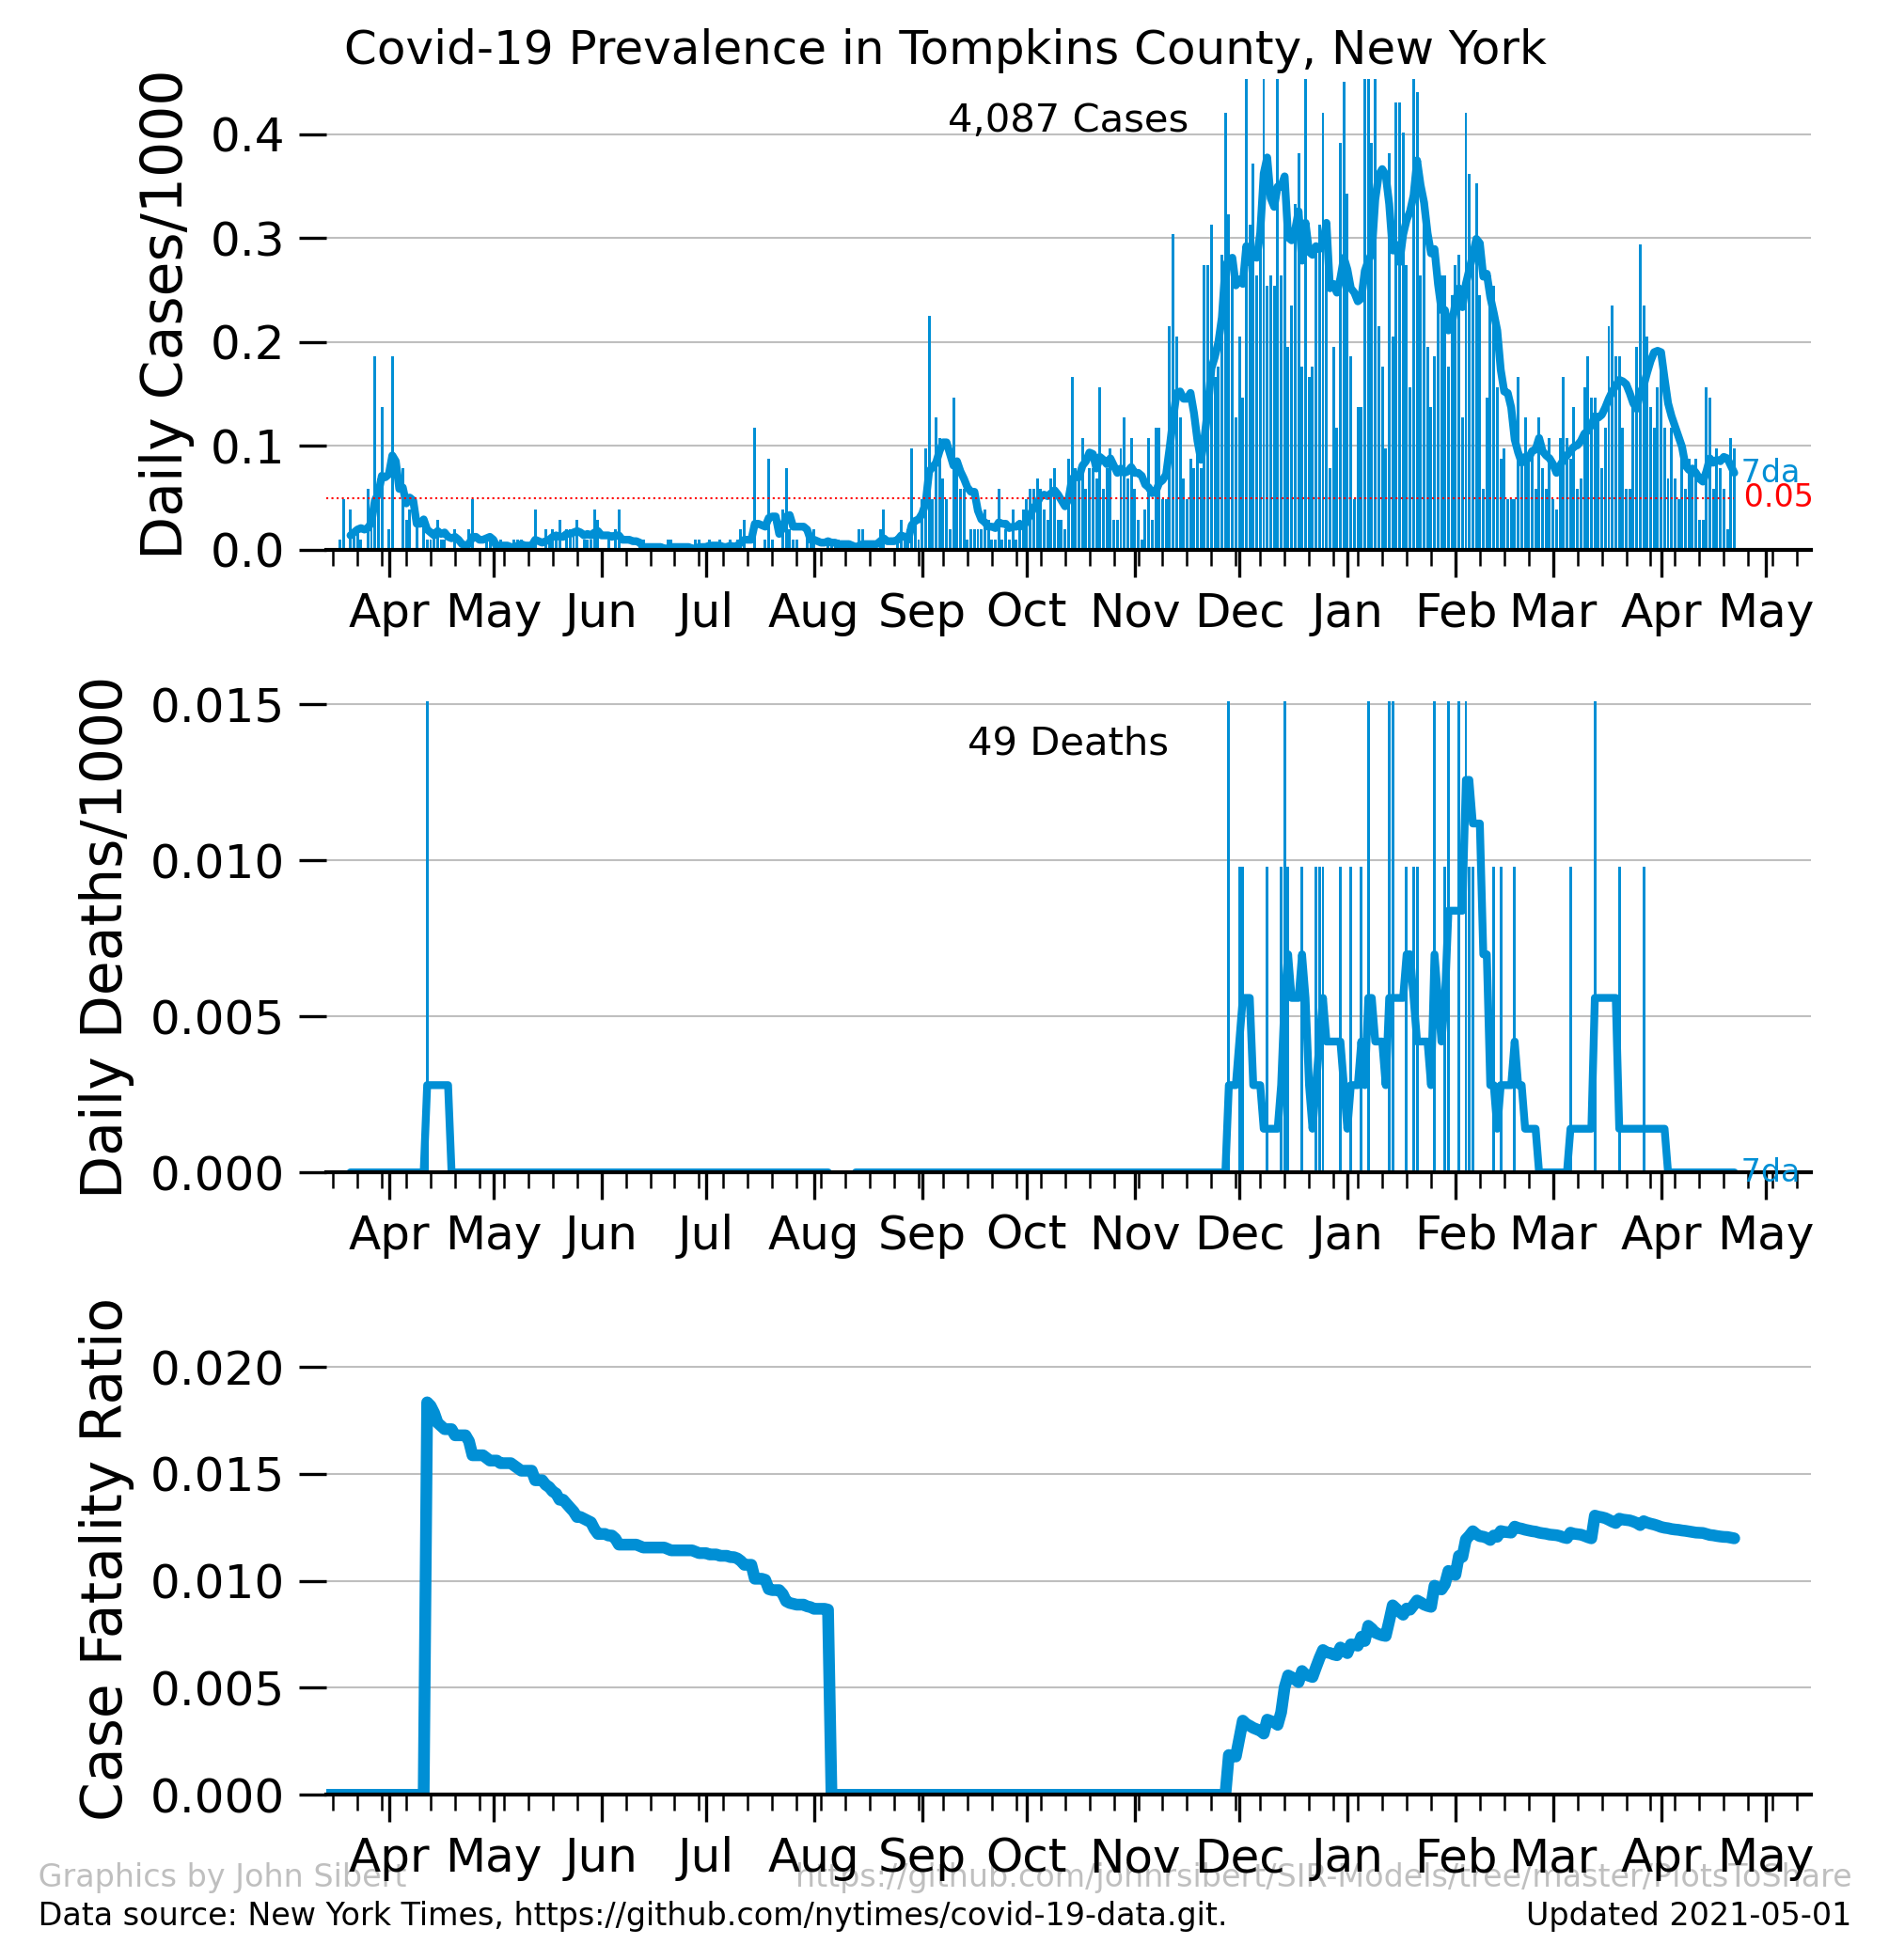 Covid-19 Prevalence in Tompkins County, New York
Daily Cases/1000
4,087 Cases
0.4
0.3
0.2
0.1
0.0
7da
0.05
Apr May Jun Jul Aug Sep Oct Nov Dec Jan Feb Mar Apr May
Daily Deaths/1000
49 Deaths
0.015
0.010
0.005
0.000
7da
Apr May Jun Jul Aug Sep Oct Nov Dec Jan Feb Mar Apr May
Case Fatality Ratio
0.020
0.015
0.010
0.005
0.000
Apr May Jun Jul Aug Sep Oct Nov Dec Jan Feb Mar Apr May
Graphics by John Sibert https://github.com/johnrsibert/SIR-Models/tree/master/PlotsToShare
Data source: New York Times, https://github.com/nytimes/covid-19-data.git. Updated 2021-05-01